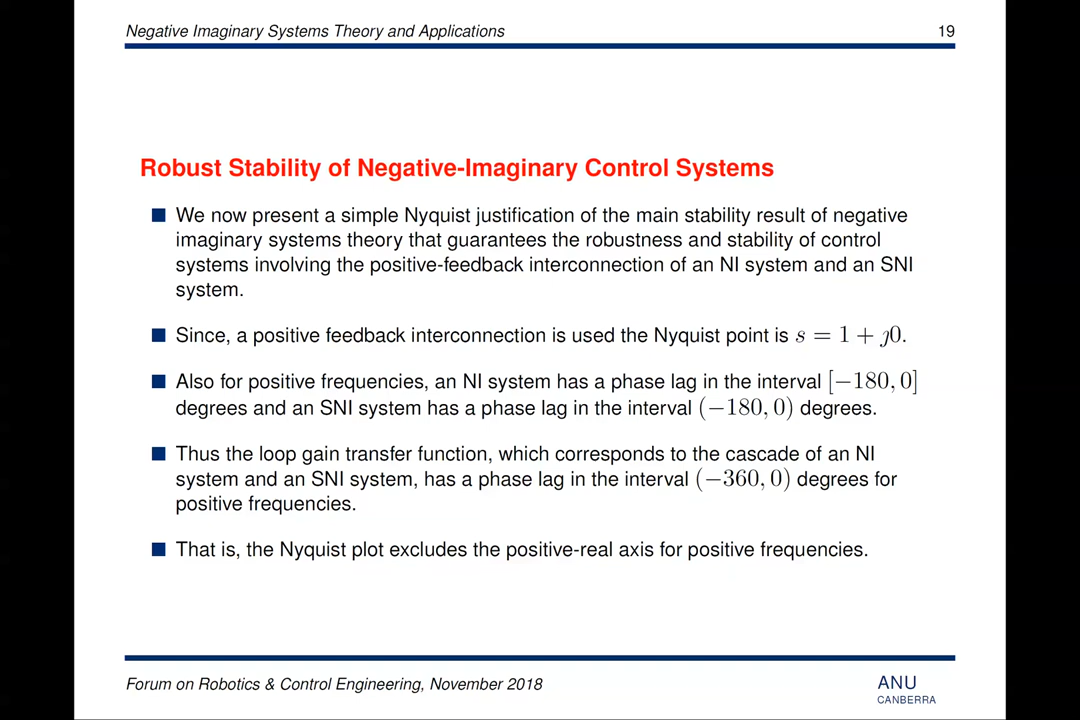 Negative Imaginary Systems Theory and Applications 19
Robust Stability of Negative-Imaginary Control Systems
We now present a simple Nyquist justification of the main stability result of negative
imaginary systems theory that guarantees the robustness and stability of control
systems involving the positive-feedback interconnection of an NI system and an SNI
system.
Since, a positive feedback interconnection is used the Nyquist point is s = 1 + ȷ0.
Also for positive frequencies, an NI system has a phase lag in the interval [−180, 0]
degrees and an SNI system has a phase lag in the interval (−180, 0) degrees.
Thus the loop gain transfer function, which corresponds to the cascade of an NI
system and an SNI system, has a phase lag in the interval (−360, 0) degrees for
positive frequencies.
That is, the Nyquist plot excludes the positive-real axis for positive frequencies.
Forum on Robotics & Control Engineering, November 2018
ANU
CANBERRA